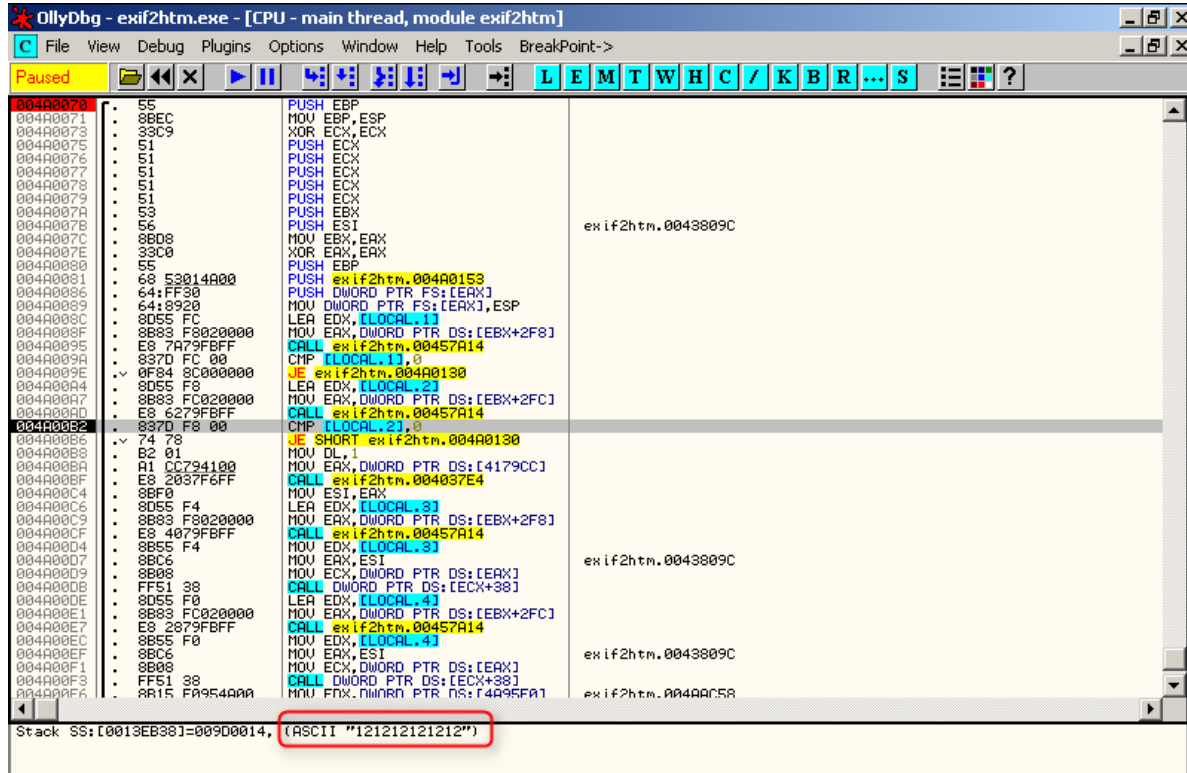 OllyDbg - exif2htm.exe - [CPU - main thread, module exif2htm]
C File View Debug Plugins Options Window Help Tools BreakPoint->
Paused L E M T W H C / K B R ... S ?
004A0070 . 55 PUSH EBP
004A0071 . 8BEC MOV EBP,ESP
004A0073 . 33C9 XOR ECX,ECX
004A0075 . 51 PUSH ECX
004A0076 . 51 PUSH ECX
004A0077 . 51 PUSH ECX
004A0078 . 51 PUSH ECX
004A0079 . 51 PUSH ECX
004A007A . 53 PUSH EBX
004A007B . 56 PUSH ESI exif2htm.0043809C
004A007C . 8BD8 MOV EBX,EAX
004A007E . 33C0 XOR EAX,EAX
004A0080 . 55 PUSH EBP
004A0081 . 68 53014A00 PUSH exif2htm.004A0153
004A0086 . 64:FF30 PUSH DWORD PTR FS:[EAX]
004A0089 . 64:8920 MOV DWORD PTR FS:[EAX],ESP
004A008C . 8D55 FC LEA EDX,[LOCAL.1]
004A008F . 8B83 F8020000 MOV EAX,DWORD PTR DS:[EBX+2F8]
004A0095 . E8 7A79FBFF CALL exif2htm.00457A14
004A009A . 837D FC 00 CMP [LOCAL.1],0
004A009E .v 0F84 8C000000 JE exif2htm.004A0130
004A00A4 . 8D55 F8 LEA EDX,[LOCAL.2]
004A00A7 . 8B83 FC020000 MOV EAX,DWORD PTR DS:[EBX+2FC]
004A00AD . E8 6279FBFF CALL exif2htm.00457A14
004A00B2 . 837D F8 00 CMP [LOCAL.2],0
004A00B6 .v 74 78 JE SHORT exif2htm.004A0130
004A00B8 . B2 01 MOV DL,1
004A00BA . A1 CC794100 MOV EAX,DWORD PTR DS:[4179CC]
004A00BF . E8 2037F6FF CALL exif2htm.004037E4
004A00C4 . 8BF0 MOV ESI,EAX
004A00C6 . 8D55 F4 LEA EDX,[LOCAL.3]
004A00C9 . 8B83 F8020000 MOV EAX,DWORD PTR DS:[EBX+2F8]
004A00CF . E8 4079FBFF CALL exif2htm.00457A14
004A00D4 . 8B55 F4 MOV EDX,[LOCAL.3]
004A00D7 . 8BC6 MOV EAX,ESI exif2htm.0043809C
004A00D9 . 8B08 MOV ECX,DWORD PTR DS:[EAX]
004A00DB . FF51 38 CALL DWORD PTR DS:[ECX+38]
004A00DE . 8D55 F0 LEA EDX,[LOCAL.4]
004A00E1 . 8B83 FC020000 MOV EAX,DWORD PTR DS:[EBX+2FC]
004A00E7 . E8 2879FBFF CALL exif2htm.00457A14
004A00EC . 8B55 F0 MOV EDX,[LOCAL.4]
004A00EF . 8BC6 MOV EAX,ESI exif2htm.0043809C
004A00F1 . 8B08 MOV ECX,DWORD PTR DS:[EAX]
004A00F3 . FF51 38 CALL DWORD PTR DS:[ECX+38]
004A00F6 . 8B15 F0954A00 MOV EDX,DWORD PTR DS:[4A95F0] exif2htm.004AAC58
Stack SS:[0013EB38]=009D0014, (ASCII "121212121212")